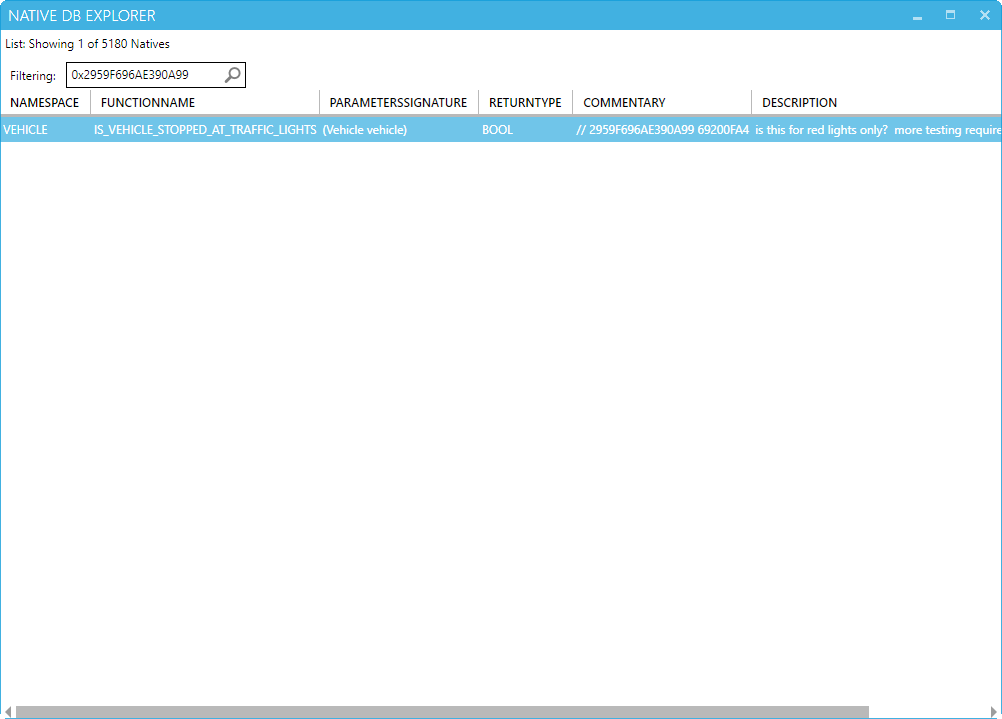 NATIVE DB EXPLORER
List: Showing 1 of 5180 Natives
Filtering: 0x2959F696AE390A99
NAMESPACE FUNCTIONNAME PARAMETERSSIGNATURE RETURNTYPE COMMENTARY DESCRIPTION
VEHICLE IS_VEHICLE_STOPPED_AT_TRAFFIC_LIGHTS (Vehicle vehicle) BOOL // 2959F696AE390A99 69200FA4 is this for red lights only? more testing require